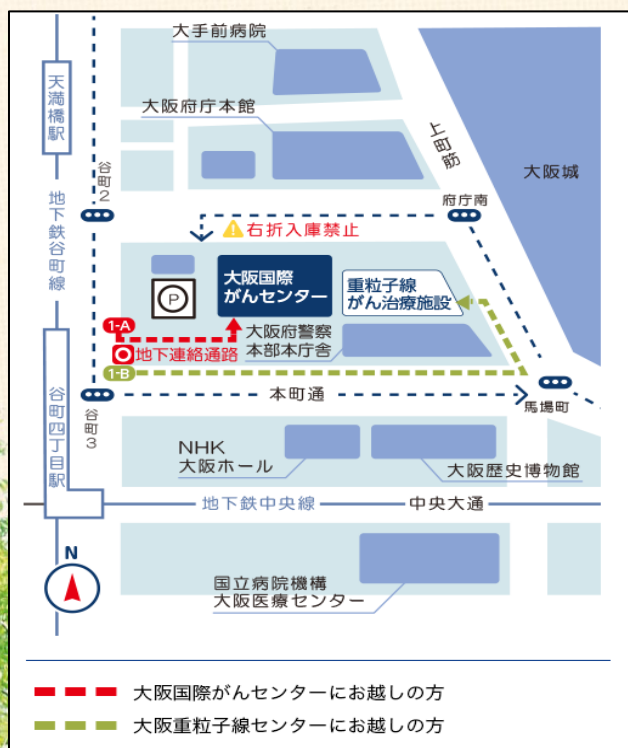 大手前病院
天満橋駅
大阪府庁本館
上町筋
大阪城
谷町2
府庁南
地下鉄谷町線
右折入庫禁止
大阪国際
がんセンター
重粒子線
がん治療施設
P
1-A
地下連絡通路
大阪府警察
本部本庁舎
1-B
本町通
馬場町
谷町3
谷町四丁目駅
NHK
大阪ホール
大阪歴史博物館
地下鉄中央線
中央大通
N
国立病院機構
大阪医療センター
大阪国際がんセンターにお越しの方
大阪重粒子線センターにお越しの方